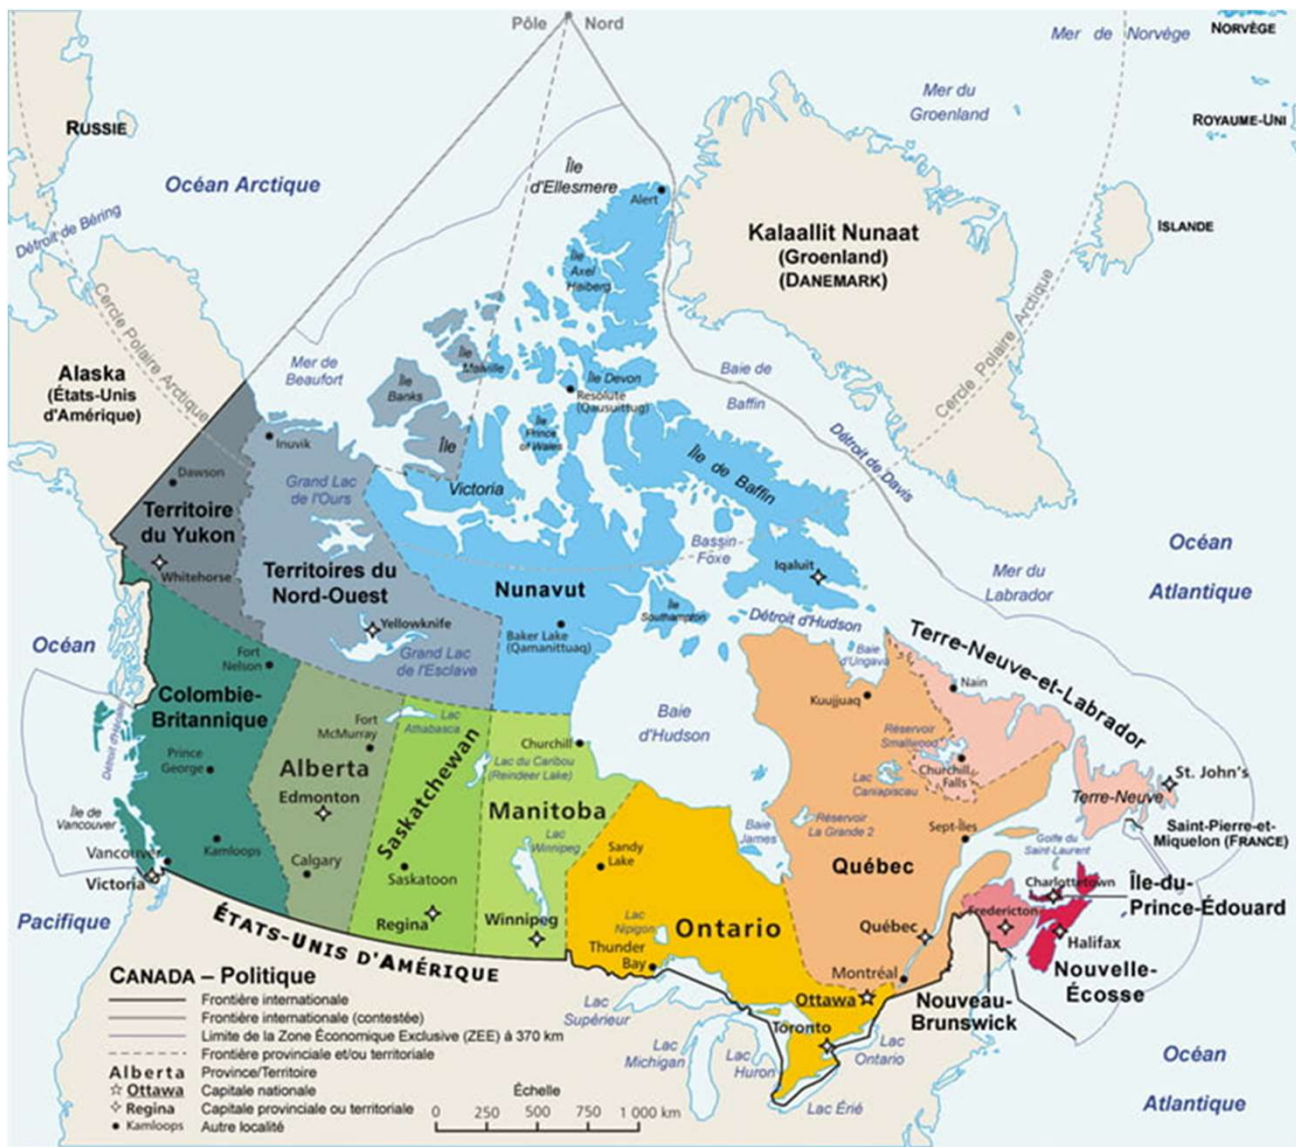 Pôle Nord
Mer de Norvège
NORVÈGE
Mer du
Groenland
ROYAUME-UNI
RUSSIE
Océan Arctique
Île
d'Ellesmere
Alert
Détroit de Béring
Kalaallit Nunaat
(Groenland)
(DANEMARK)
ISLANDE
Île
Axel
Haiberg
Cercle Polaire Arctique
Cercle Polaire Arctique
Mer de
Beaufort
Île
Melville
Île
Banks
Île Devon
Resolute
(Qausuittuq)
Baie de
Baffin
Alaska
(États-Unis
d'Amérique)
Île
Prince
of Wales
Île
Victoria
Île de Baffin
Détroit de Davis
Inuvik
Dawson
Grand Lac
de l'Ours
Territoire
du Yukon
Whitehorse
Territoires du
Nord-Ouest
Yellowknife
Grand Lac
de l'Esclave
Nunavut
Baker Lake
(Qamanittuaq)
Bassin
Foxe
Iqaluit
Île
Southampton
Détroit d'Hudson
Mer du
Labrador
Océan
Atlantique
Océan
Pacifique
Fort
Nelson
Colombie-
Britannique
Prince
George
Kamloops
Île de
Vancouver
Vancouver
Victoria
Fort
McMurray
Alberta
Edmonton
Calgary
Lac
Athabasca
Saskatchewan
Saskatoon
Regina
Churchill
Lac du Caribou
(Reindeer Lake)
Manitoba
Lac
Winnipeg
Winnipeg
Baie
d'Hudson
Baie
James
Sandy
Lake
Lac
Nipigon
Thunder
Bay
Ontario
Ottawa
Toronto
Baie
d'Ungava
Kuujjuaq
Réservoir
Smallwood
Lac
Caniapiscau
Réservoir
La Grande 2
Québec
Sept-Îles
Québec
Montréal
Terre-Neuve-et-Labrador
Nain
Churchill
Falls
Terre-Neuve
St. John's
Saint-Pierre-et-
Miquelon (FRANCE)
Golfe du
Saint-Laurent
Charlottetown
Île-du-
Prince-Édouard
Fredericton
Halifax
Nouvelle-
Écosse
Nouveau-
Brunswick
ÉTATS-UNIS D'AMÉRIQUE
Lac
Supérieur
Lac
Michigan
Lac
Huron
Lac
Ontario
Lac Érié
Océan
Atlantique
CANADA – Politique
Frontière internationale
Frontière internationale (contestée)
Limite de la Zone Économique Exclusive (ZEE) à 370 km
Frontière provinciale et/ou territoriale
Alberta Province/Territoire
Ottawa Capitale nationale
Regina Capitale provinciale ou territoriale
Kamloops Autre localité
Échelle
0 250 500 750 1 000 km